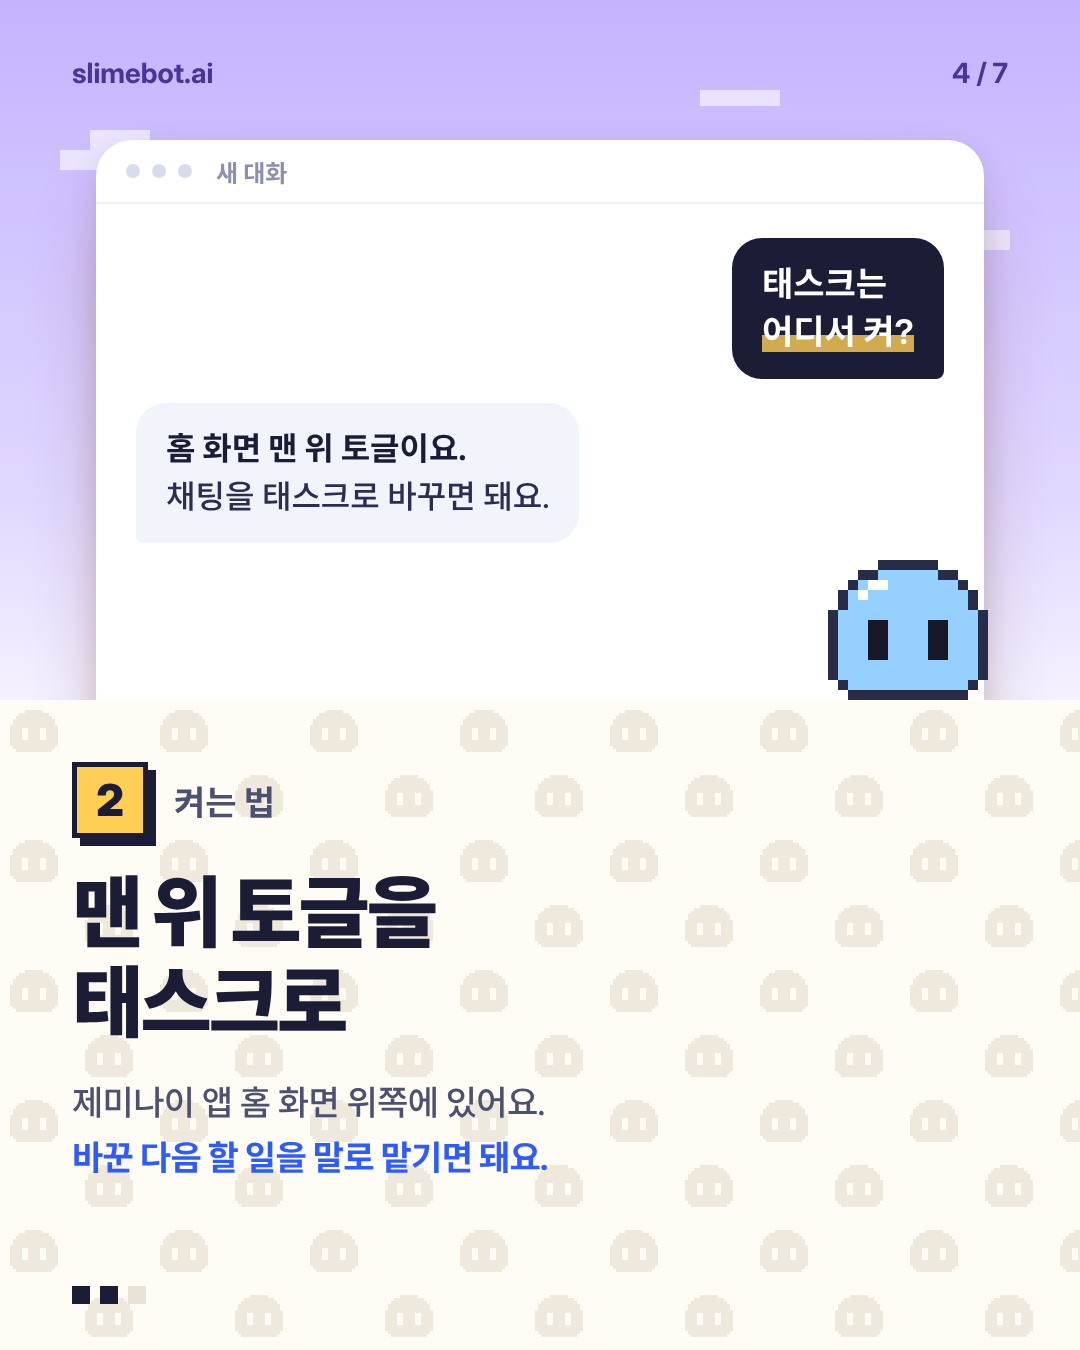 slimebot.ai
4 / 7
새 대화
태스크는
어디서 켜?
홈 화면 맨 위 토글이요.
채팅을 태스크로 바꾸면 돼요.
2
켜는 법
맨 위 토글을
태스크로
제미나이 앱 홈 화면 위쪽에 있어요.
바꾼 다음 할 일을 말로 맡기면 돼요.